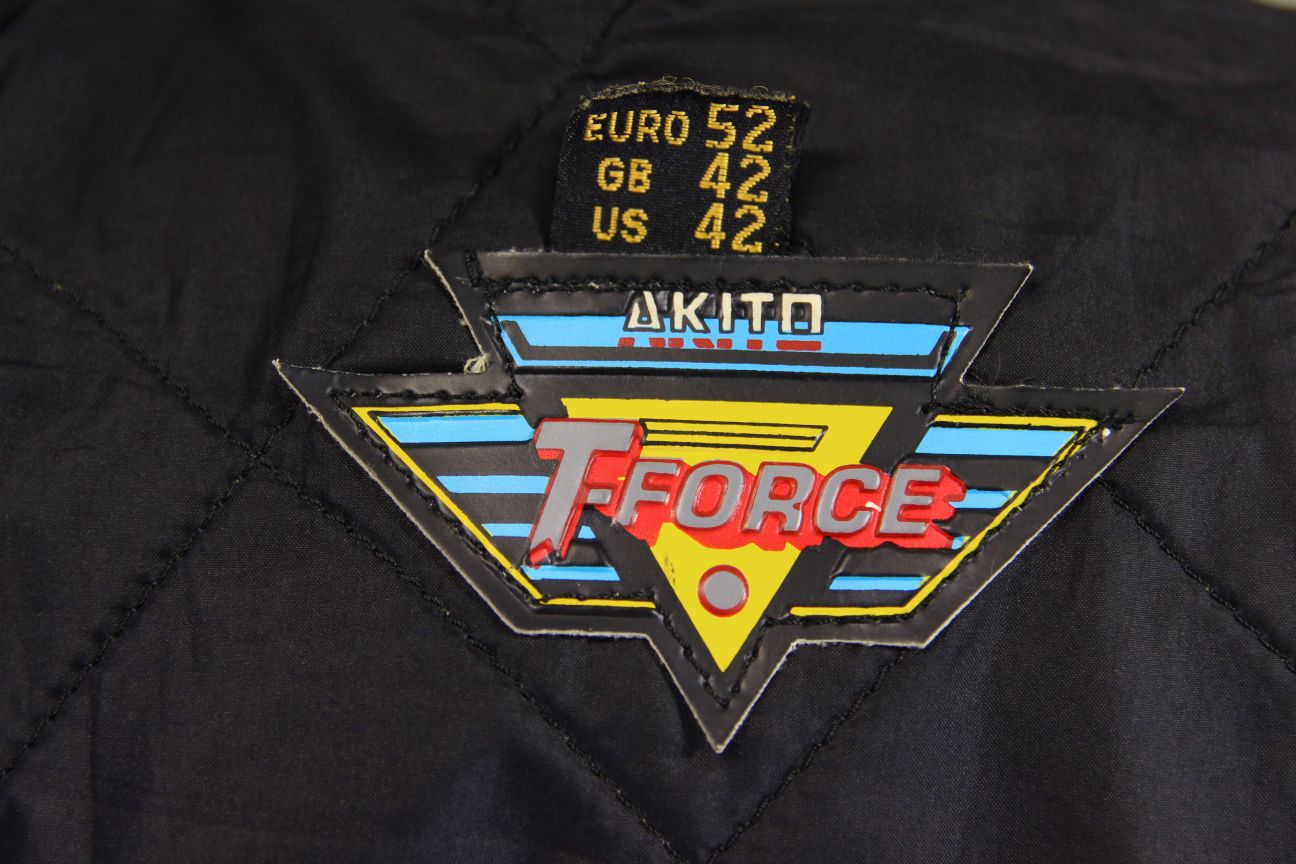 EURO 52
GB 42
US 42
AKITO
T-FORCE